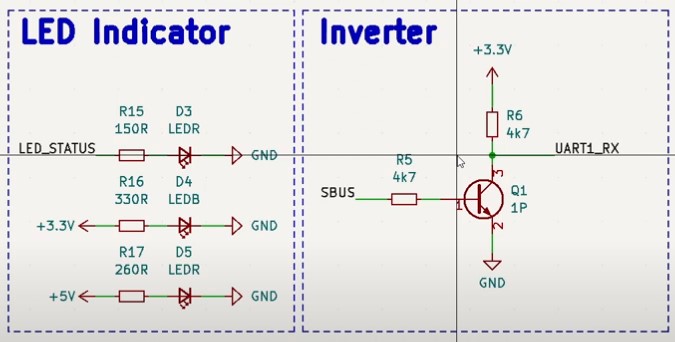 LED Indicator
R15 D3
150R LEDR
LED_STATUS GND
R16 D4
330R LEDB
+3.3V GND
R17 D5
260R LEDR
+5V GND
Inverter
+3.3V
R6
4k7
UART1_RX
R5
4k7
3
SBUS
1
Q1
1P
2
GND